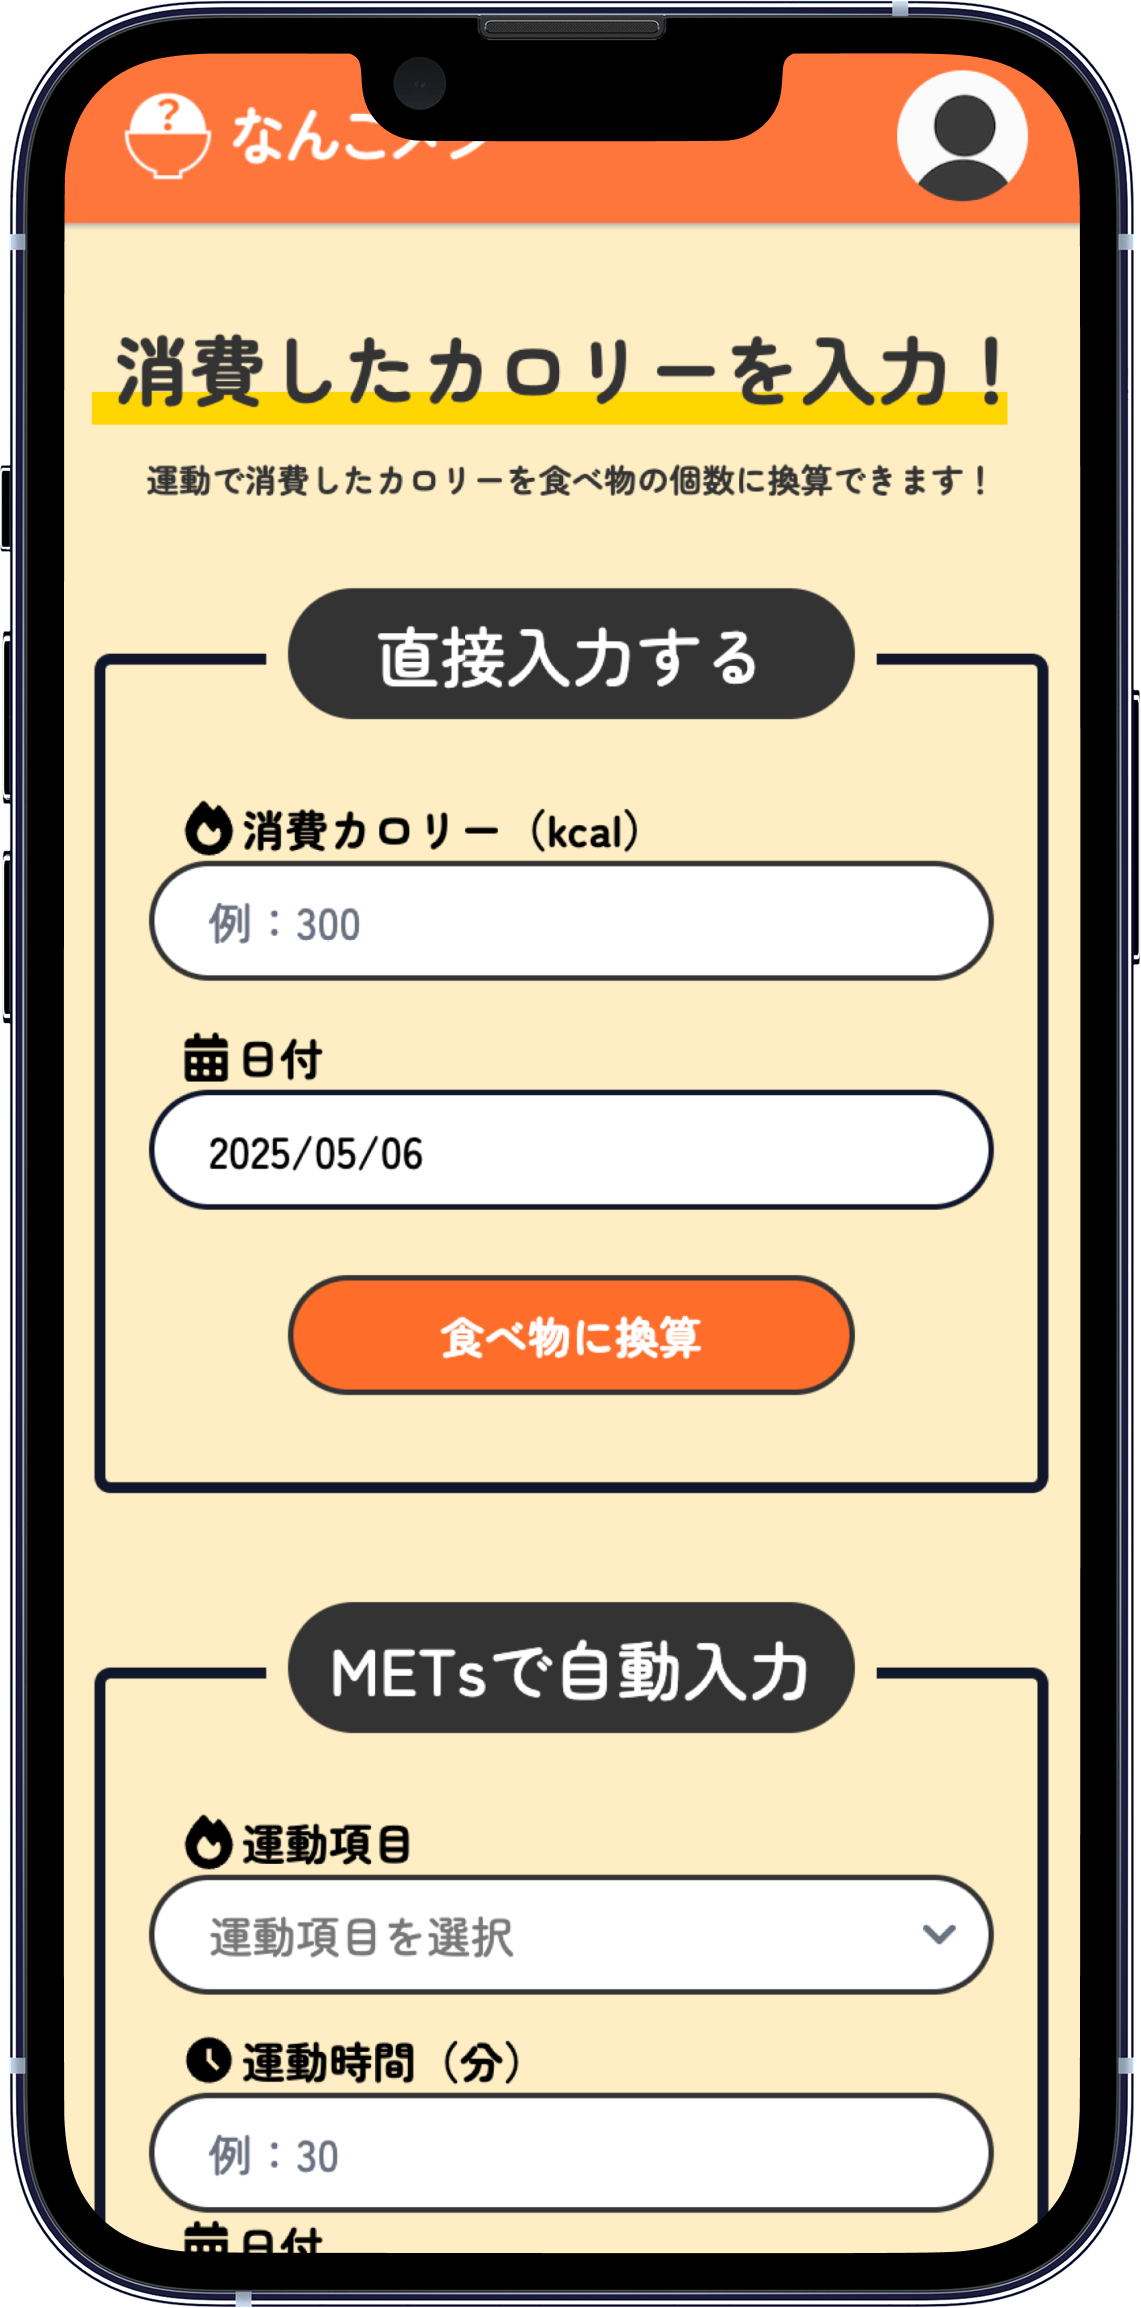 ?
なんこ
消費したカロリーを入力！
運動で消費したカロリーを食べ物の個数に換算できます！
直接入力する
消費カロリー（kcal）
例：300
日付
2025/05/06
食べ物に換算
METsで自動入力
運動項目
運動項目を選択
運動時間（分）
例：30
日付